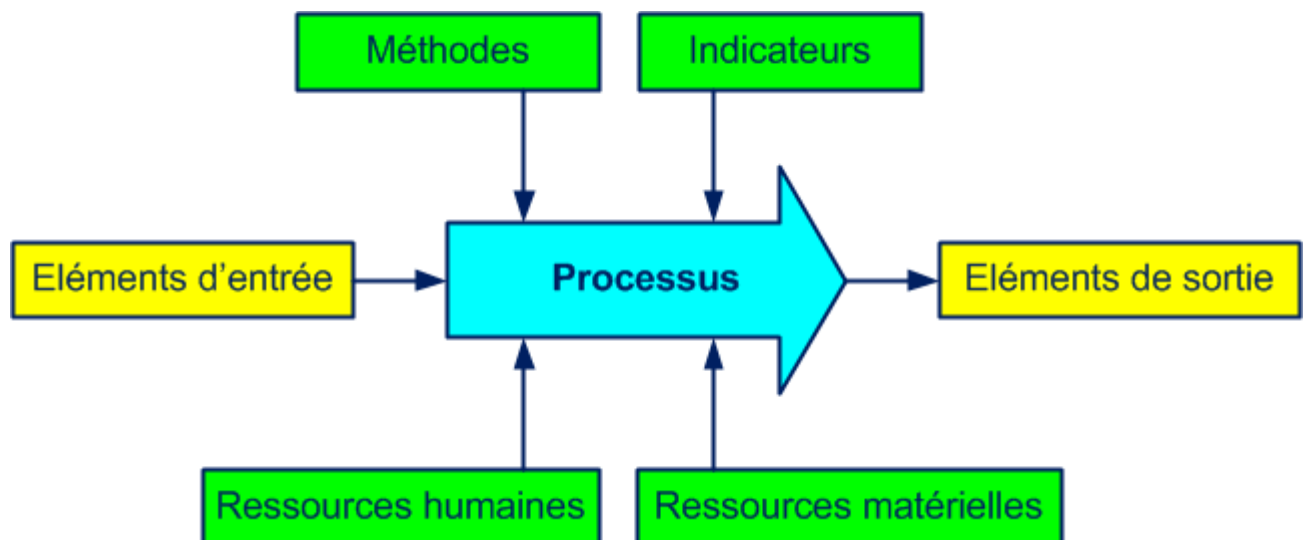 Méthodes
Indicateurs
Eléments d’entrée
Processus
Eléments de sortie
Ressources humaines
Ressources matérielles